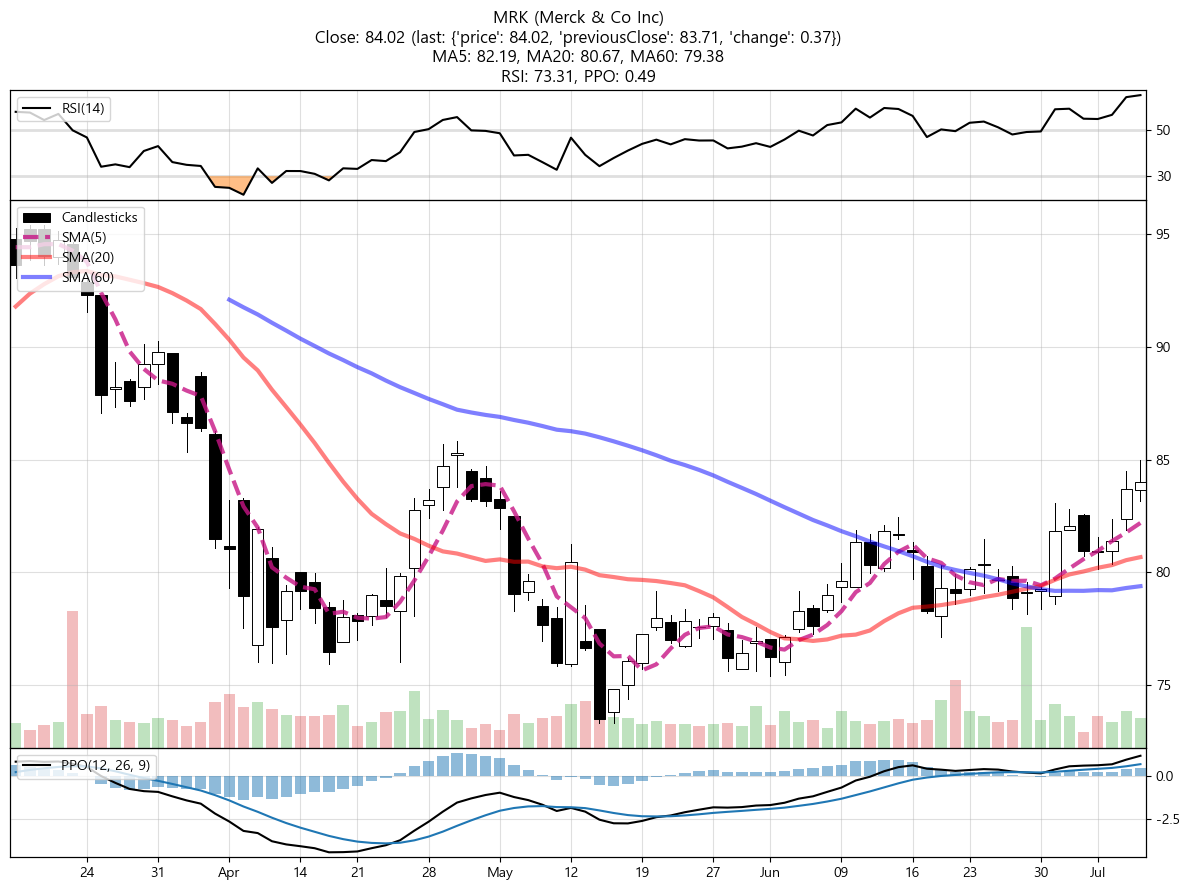 MRK (Merck & Co Inc)
Close: 84.02 (last: {'price': 84.02, 'previousClose': 83.71, 'change': 0.37})
MA5: 82.19, MA20: 80.67, MA60: 79.38
RSI: 73.31, PPO: 0.49
RSI(14)
50
30
Candlesticks
SMA(5)
SMA(20)
SMA(60)
95
90
85
80
75
PPO(12, 26, 9)
0.0
−2.5
24 31 Apr 14 21 28 May 12 19 27 Jun 09 16 23 30 Jul